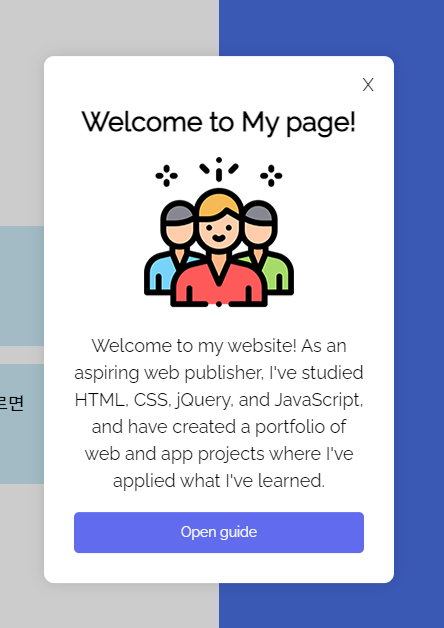 X
Welcome to My page!
Welcome to my website! As an
aspiring web publisher, I've studied
HTML, CSS, jQuery, and JavaScript,
and have created a portfolio of
web and app projects where I've
applied what I've learned.
Open guide
르면